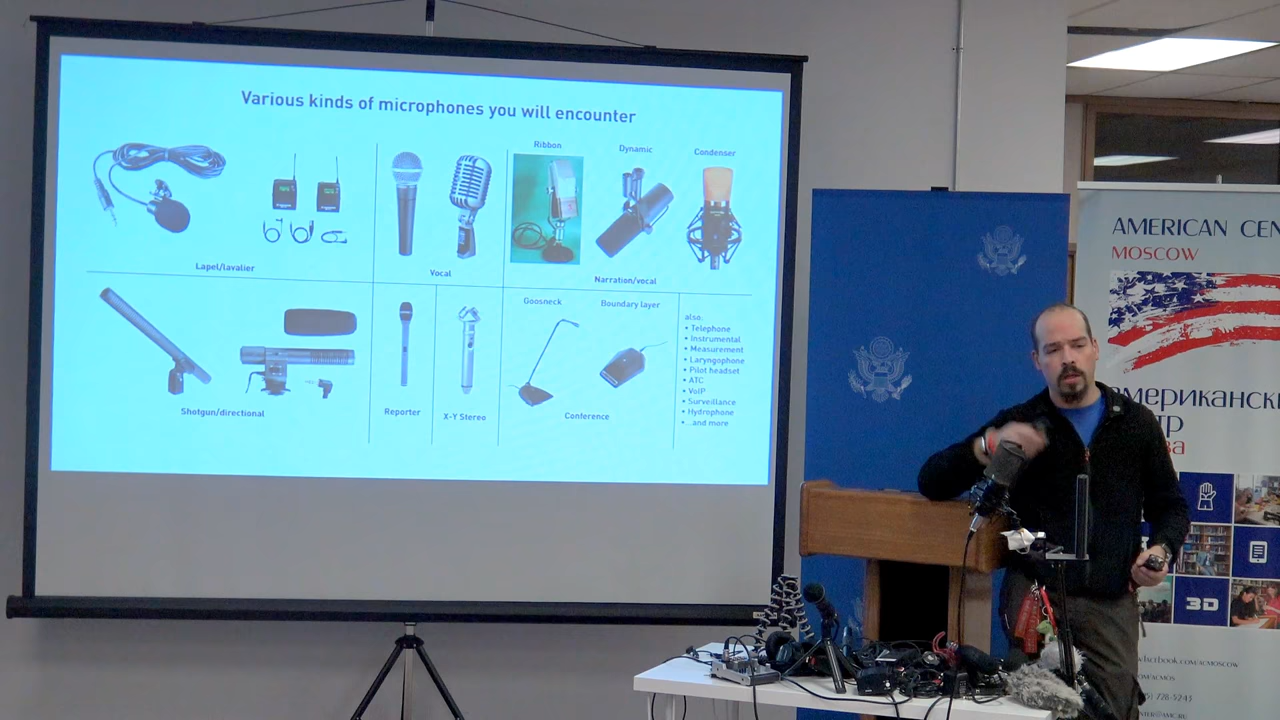 Various kinds of microphones you will encounter
Ribbon
Dynamic
Condenser
Lapel/lavalier
Vocal
Narration/vocal
Goosneck
Boundary layer
Shotgun/directional
Reporter
X-Y Stereo
Conference
also:
• Telephone
• Instrumental
• Measurement
• Laryngophone
• Pilot headset
• ATC
• VoIP
• Surveillance
• Hydrophone
•...and more
AMERICAN CEN
MOSCOW
американск
3D